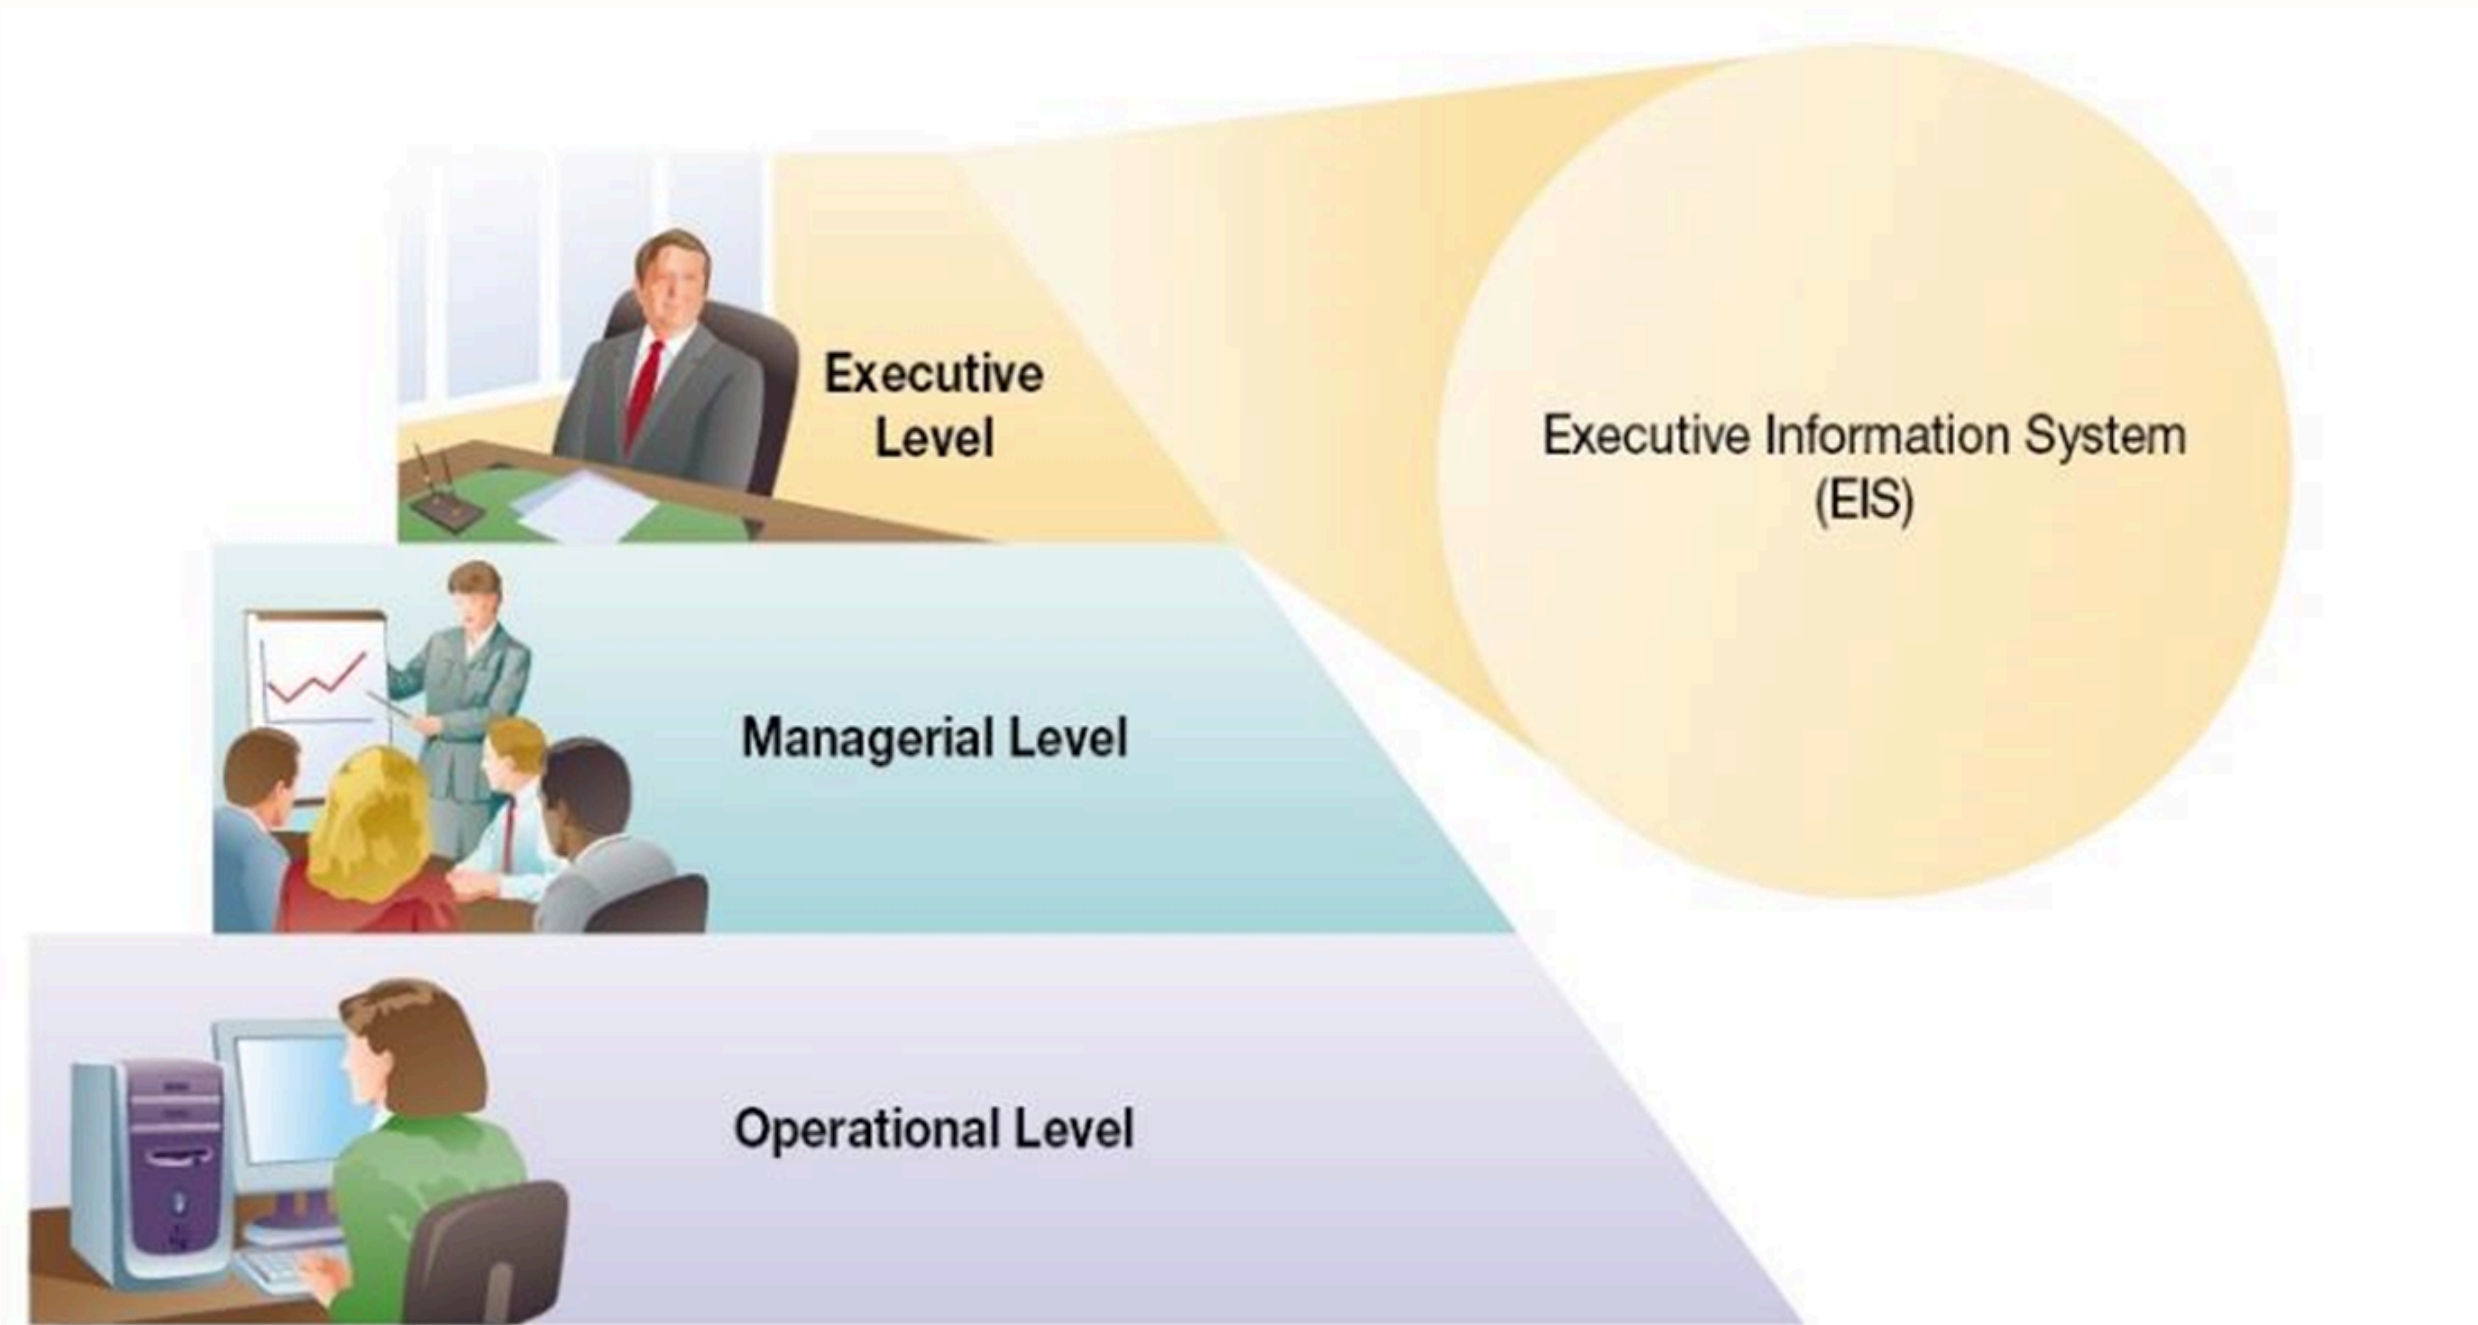 Executive
Level
Executive Information System
(EIS)
Managerial Level
Operational Level